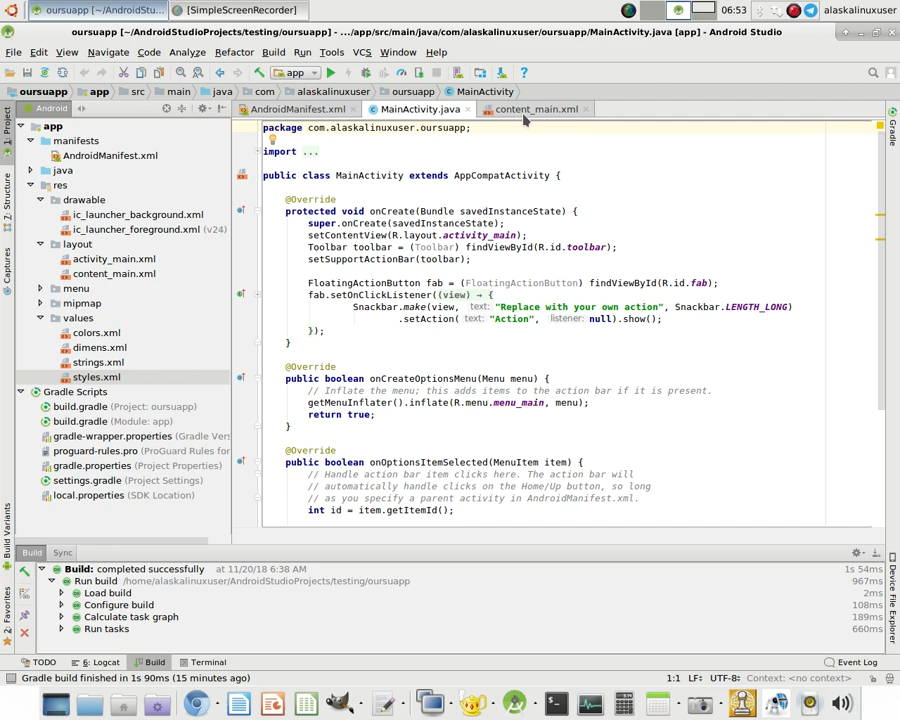 oursuapp [~/AndroidStu...
[SimpleScreenRecorder]
06:53
alaskalinuxuser
oursuapp [~/AndroidStudioProjects/testing/oursuapp] - .../app/src/main/java/com/alaskalinuxuser/oursuapp/MainActivity.java [app] - Android Studio
File Edit View Navigate Code Analyze Refactor Build Run Tools VCS Window Help
app
oursuapp app src main java com alaskalinuxuser oursuapp MainActivity
Android
AndroidManifest.xml MainActivity.java content_main.xml
1: Project
7: Structure
Captures
Build Variants
2: Favorites
Gradle
Device File Explorer
app
manifests
AndroidManifest.xml
java
res
drawable
ic_launcher_background.xml
ic_launcher_foreground.xml (v24)
layout
activity_main.xml
content_main.xml
menu
mipmap
values
colors.xml
dimens.xml
strings.xml
styles.xml
Gradle Scripts
build.gradle (Project: oursuapp)
build.gradle (Module: app)
gradle-wrapper.properties (Gradle Vers
proguard-rules.pro (ProGuard Rules for
gradle.properties (Project Properties)
settings.gradle (Project Settings)
local.properties (SDK Location)
package com.alaskalinuxuser.oursuapp;
import ...
public class MainActivity extends AppCompatActivity {
@Override
protected void onCreate(Bundle savedInstanceState) {
super.onCreate(savedInstanceState);
setContentView(R.layout.activity_main);
Toolbar toolbar = (Toolbar) findViewById(R.id.toolbar);
setSupportActionBar(toolbar);
FloatingActionButton fab = (FloatingActionButton) findViewById(R.id.fab);
fab.setOnClickListener((view) → {
Snackbar.make(view, text: "Replace with your own action", Snackbar.LENGTH_LONG)
.setAction( text: "Action", listener: null).show();
});
}
@Override
public boolean onCreateOptionsMenu(Menu menu) {
// Inflate the menu; this adds items to the action bar if it is present.
getMenuInflater().inflate(R.menu.menu_main, menu);
return true;
}
@Override
public boolean onOptionsItemSelected(MenuItem item) {
// Handle action bar item clicks here. The action bar will
// automatically handle clicks on the Home/Up button, so long
// as you specify a parent activity in AndroidManifest.xml.
int id = item.getItemId();
Build Sync
Build: completed successfully at 11/20/18 6:38 AM 1s 54ms
Run build /home/alaskalinuxuser/AndroidStudioProjects/testing/oursuapp 967ms
Load build 2ms
Configure build 108ms
Calculate task graph 189ms
Run tasks 660ms
TODO 6: Logcat Build Terminal Event Log
Gradle build finished in 1s 90ms (15 minutes ago) 1:1 LF÷ UTF-8÷ Context: <no context>